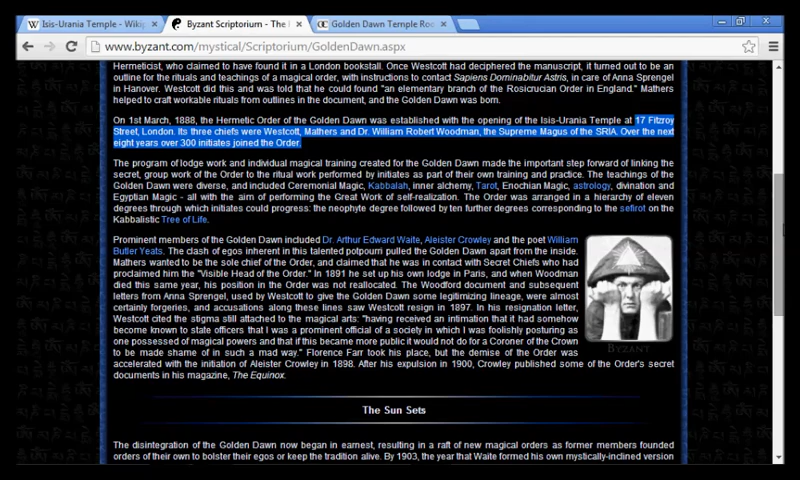 Isis-Urania Temple - Wikip
Byzant Scriptorium - The
Golden Dawn Temple Roo
www.byzant.com/mystical/Scriptorium/GoldenDawn.aspx
Hermeticist, who claimed to have found it in a London bookstall. Once Westcott had deciphered the manuscript, it turned out to be an
outline for the rituals and teachings of a magical order, with instructions to contact Sapiens Dominabitur Astris, in care of Anna Sprengel
in Hanover. Westcott did this and was told that he could found "an elementary branch of the Rosicrucian Order in England." Mathers
helped to craft workable rituals from outlines in the document, and the Golden Dawn was born.
On 1st March, 1888, the Hermetic Order of the Golden Dawn was established with the opening of the Isis-Urania Temple at 17 Fitzroy
Street, London. Its three chiefs were Westcott, Mathers and Dr. William Robert Woodman, the Supreme Magus of the SRIA. Over the next
eight years over 300 initiates joined the Order.
The program of lodge work and individual magical training created for the Golden Dawn made the important step forward of linking the
secret, group work of the Order to the ritual work performed by initiates as part of their own training and practice. The teachings of the
Golden Dawn were diverse, and included Ceremonial Magic, Kabbalah, inner alchemy, Tarot, Enochian Magic, astrology, divination and
Egyptian Magic - all with the aim of performing the Great Work of self-realization. The Order was arranged in a hierarchy of eleven
degrees through which initiates could progress: the neophyte degree followed by ten further degrees corresponding to the sefirot on the
Kabbalistic Tree of Life.
Prominent members of the Golden Dawn included Dr. Arthur Edward Waite, Aleister Crowley and the poet William
Butler Yeats. The clash of egos inherent in this talented potpourri pulled the Golden Dawn apart from the inside.
Mathers wanted to be the sole chief of the Order, and claimed that he was in contact with Secret Chiefs who had
proclaimed him the "Visible Head of the Order." In 1891 he set up his own lodge in Paris, and when Woodman
died this same year, his position in the Order was not reallocated. The Woodford document and subsequent
letters from Anna Sprengel, used by Westcott to give the Golden Dawn some legitimizing lineage, were almost
certainly forgeries, and accusations along these lines saw Westcott resign in 1897. In his resignation letter,
Westcott cited the stigma still attached to the magical arts: "having received an intimation that it had somehow
become known to state officers that I was a prominent official of a society in which I was foolishly posturing as
one possessed of magical powers and that if this became more public it would not do for a Coroner of the Crown
to be made shame of in such a mad way." Florence Farr took his place, but the demise of the Order was
accelerated with the initiation of Aleister Crowley in 1898. After his expulsion in 1900, Crowley published some of the Order's secret
documents in his magazine, The Equinox.
BYZANT
The Sun Sets
The disintegration of the Golden Dawn now began in earnest, resulting in a raft of new magical orders as former members founded
orders of their own to bolster their egos or keep the tradition alive. By 1903, the year that Waite formed his own mystically-inclined version